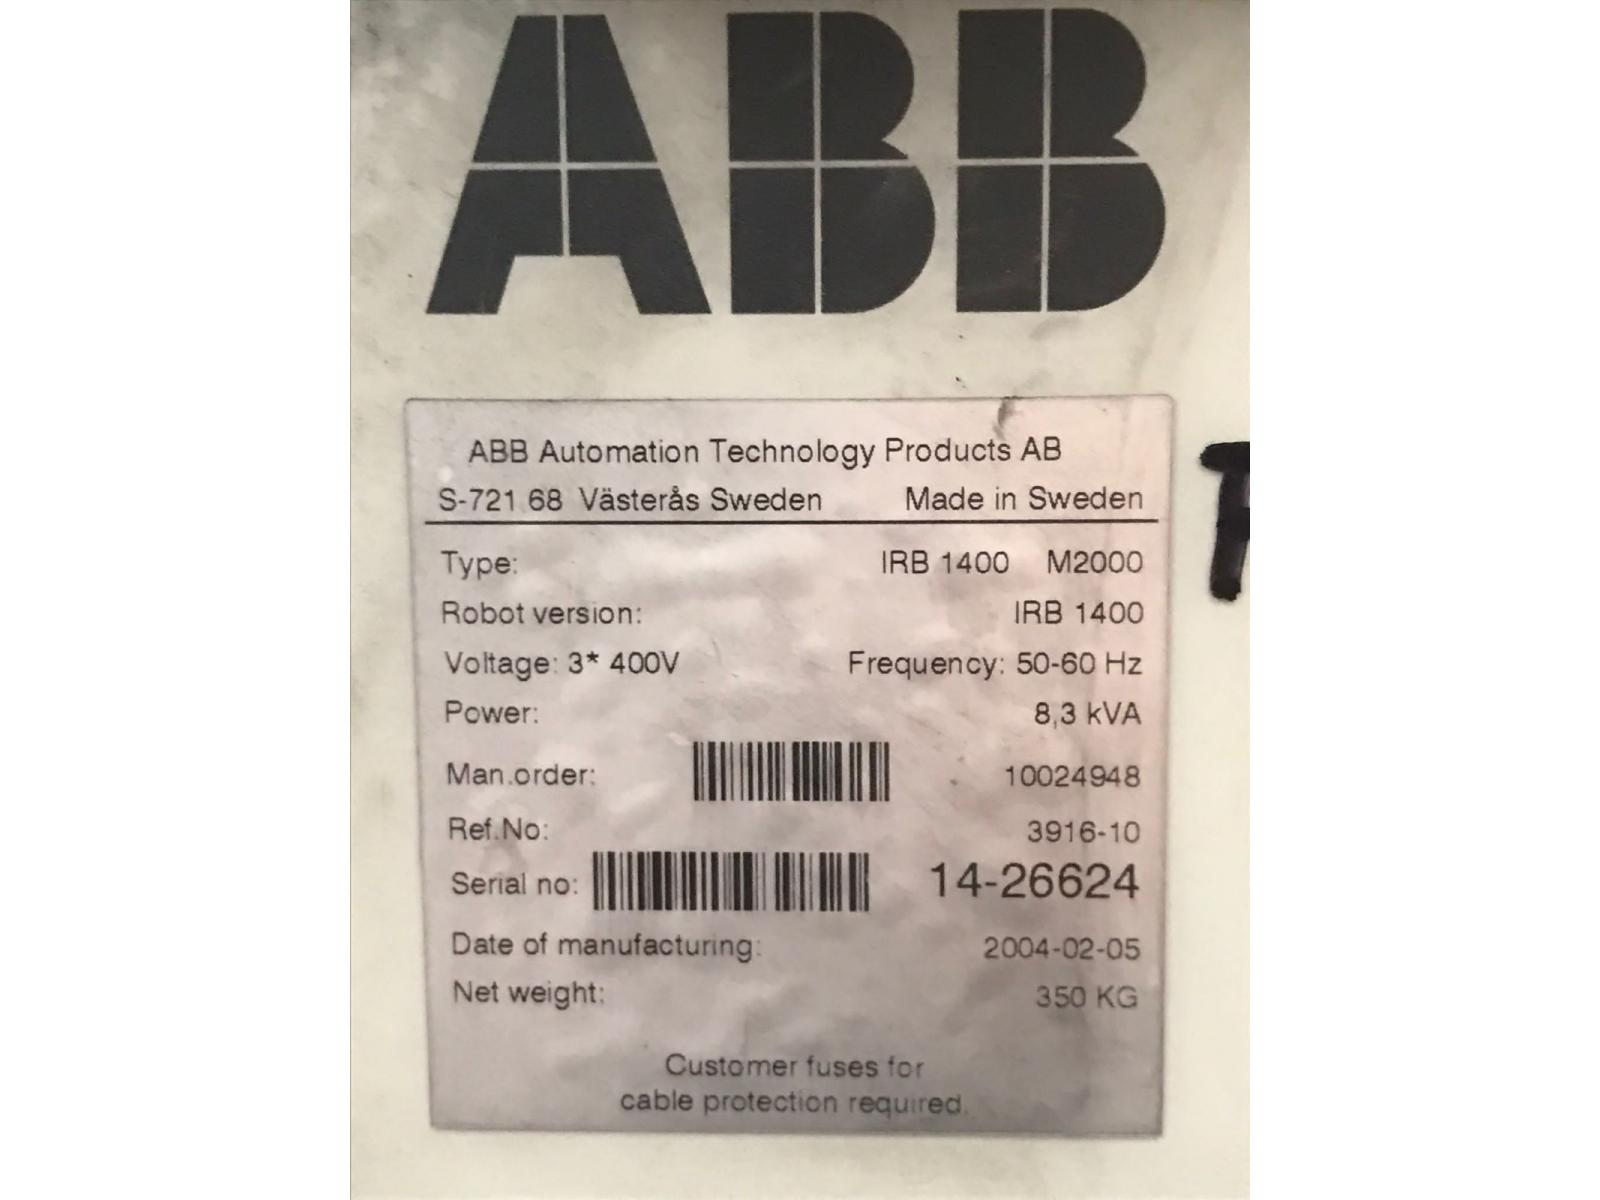 ABB
ABB Automation Technology Products AB
S-721 68 Västerås Sweden Made in Sweden
Type: IRB 1400 M2000
Robot version: IRB 1400
Voltage: 3* 400V Frequency: 50-60 Hz
Power: 8,3 kVA
Man.order: 10024948
Ref.No: 3916-10
Serial no: 14-26624
Date of manufacturing: 2004-02-05
Net weight: 350 KG
Customer fuses for
cable protection required.